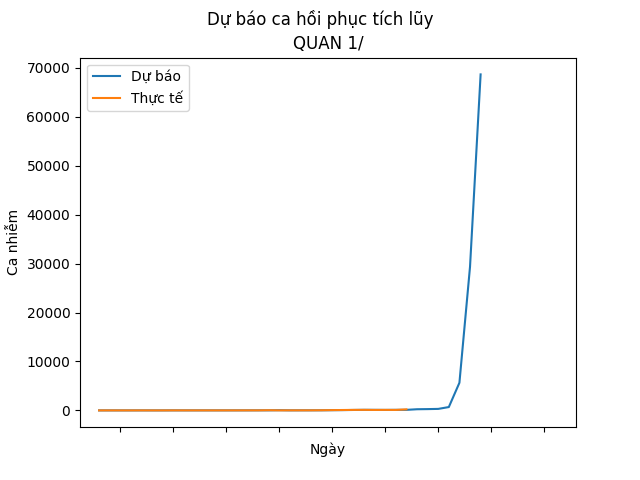 Dự báo ca hồi phục tích lũy
QUAN 1/
70000
60000
50000
40000
30000
20000
10000
0
Ca nhiễm
Dự báo
Thực tế
Ngày